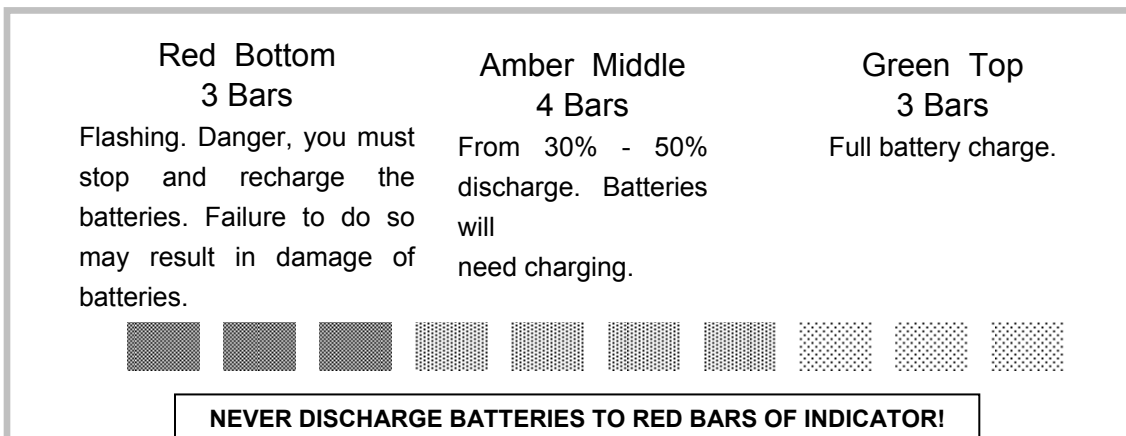 Red Bottom
3 Bars
Flashing. Danger, you must
stop and recharge the
batteries. Failure to do so
may result in damage of
batteries.
Amber Middle
4 Bars
From 30% - 50%
discharge. Batteries
will
need charging.
Green Top
3 Bars
Full battery charge.
NEVER DISCHARGE BATTERIES TO RED BARS OF INDICATOR!